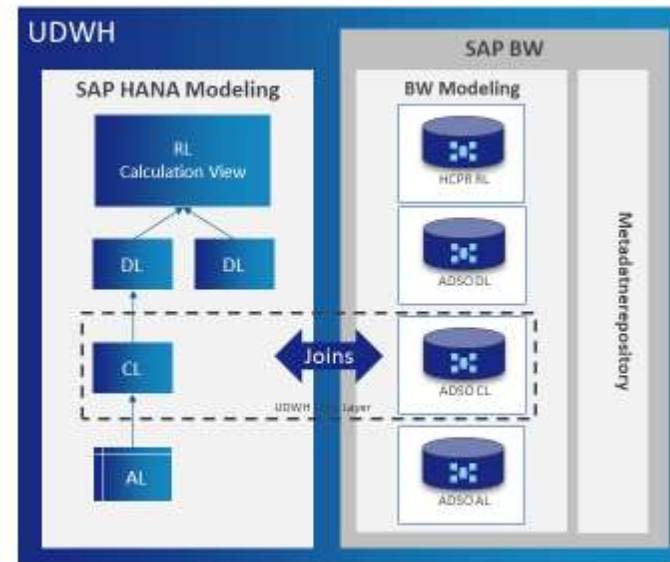 UDWH
SAP BW
SAP HANA Modeling
BW Modeling
RL
Calculation View
DL
DL
CL
AL
Joins
UDWH Layer
HCPR RL
ADSO DL
ADSO CL
ADSO AL
Metadatnerepository